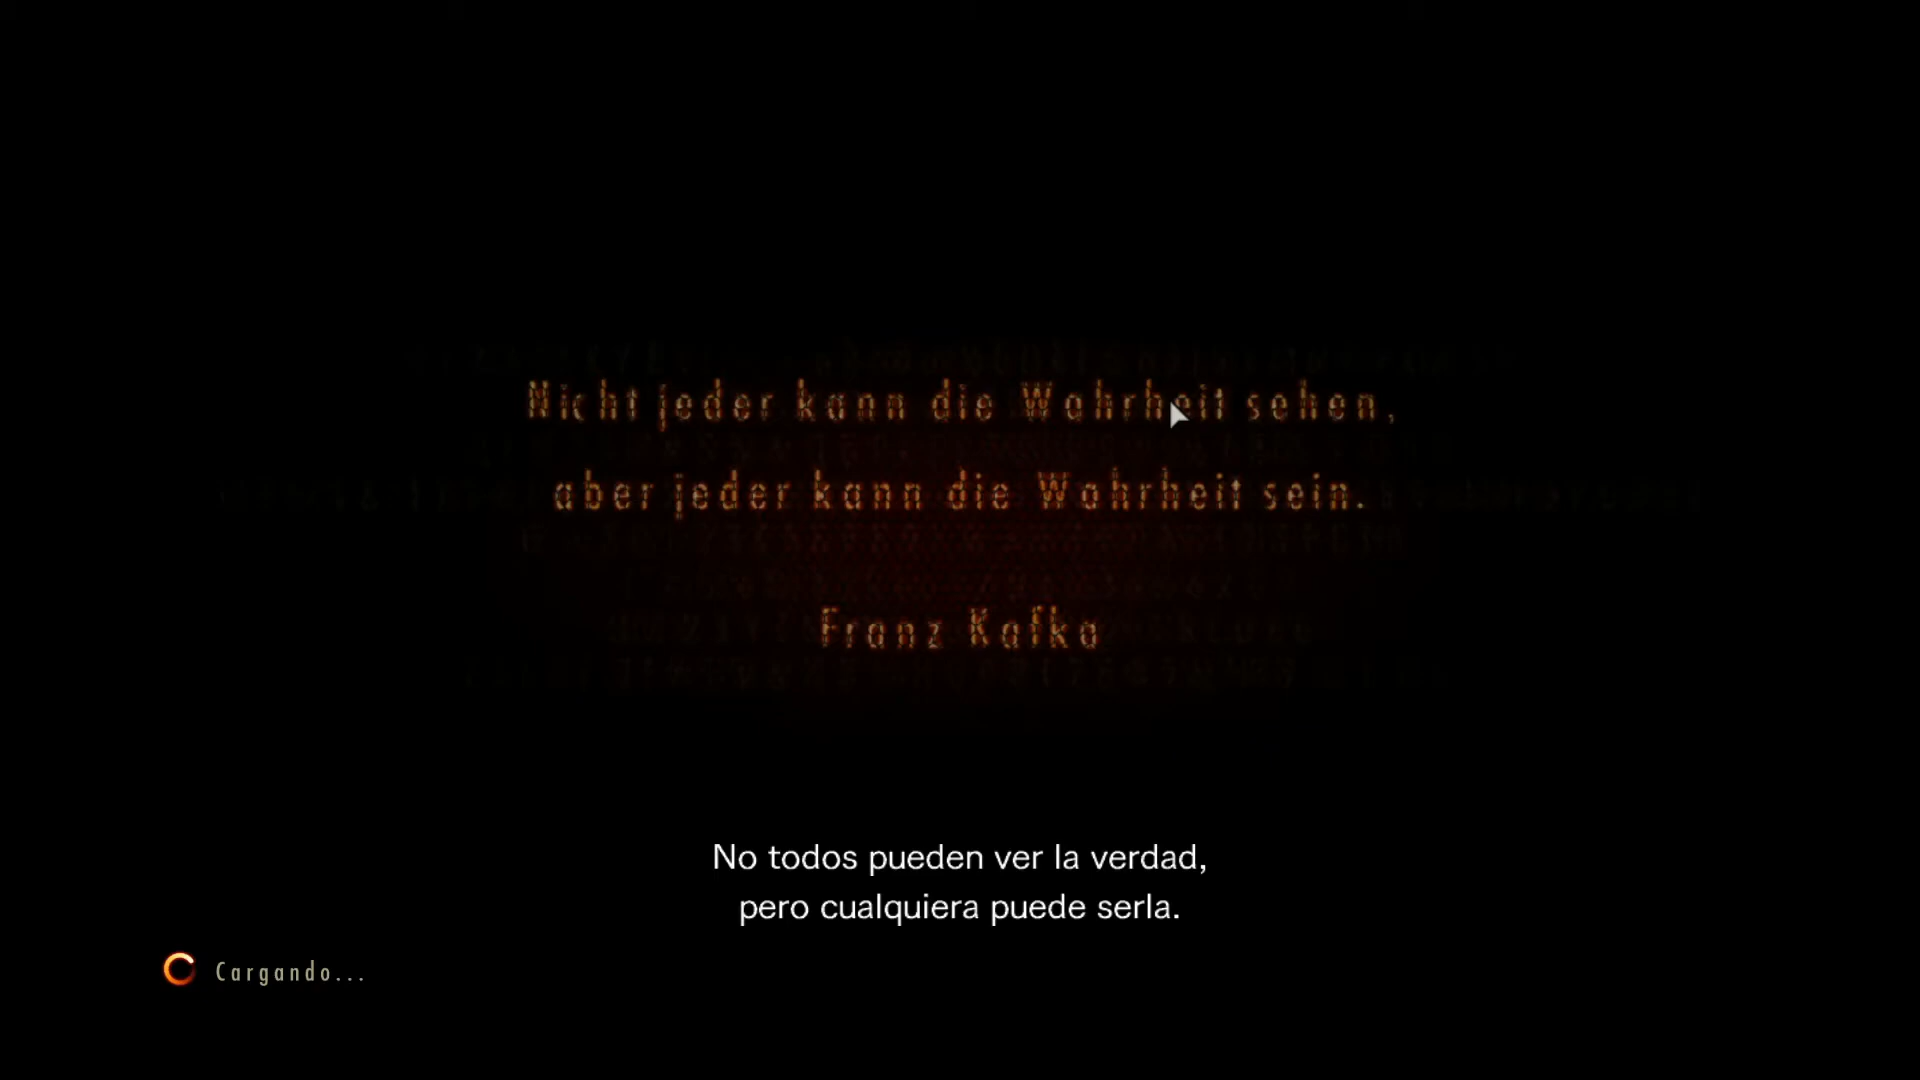 Nicht jeder kann die Wahrheit sehen,
aber jeder kann die Wahrheit sein.
Franz Kafka
No todos pueden ver la verdad,
pero cualquiera puede serla.
Cargando...